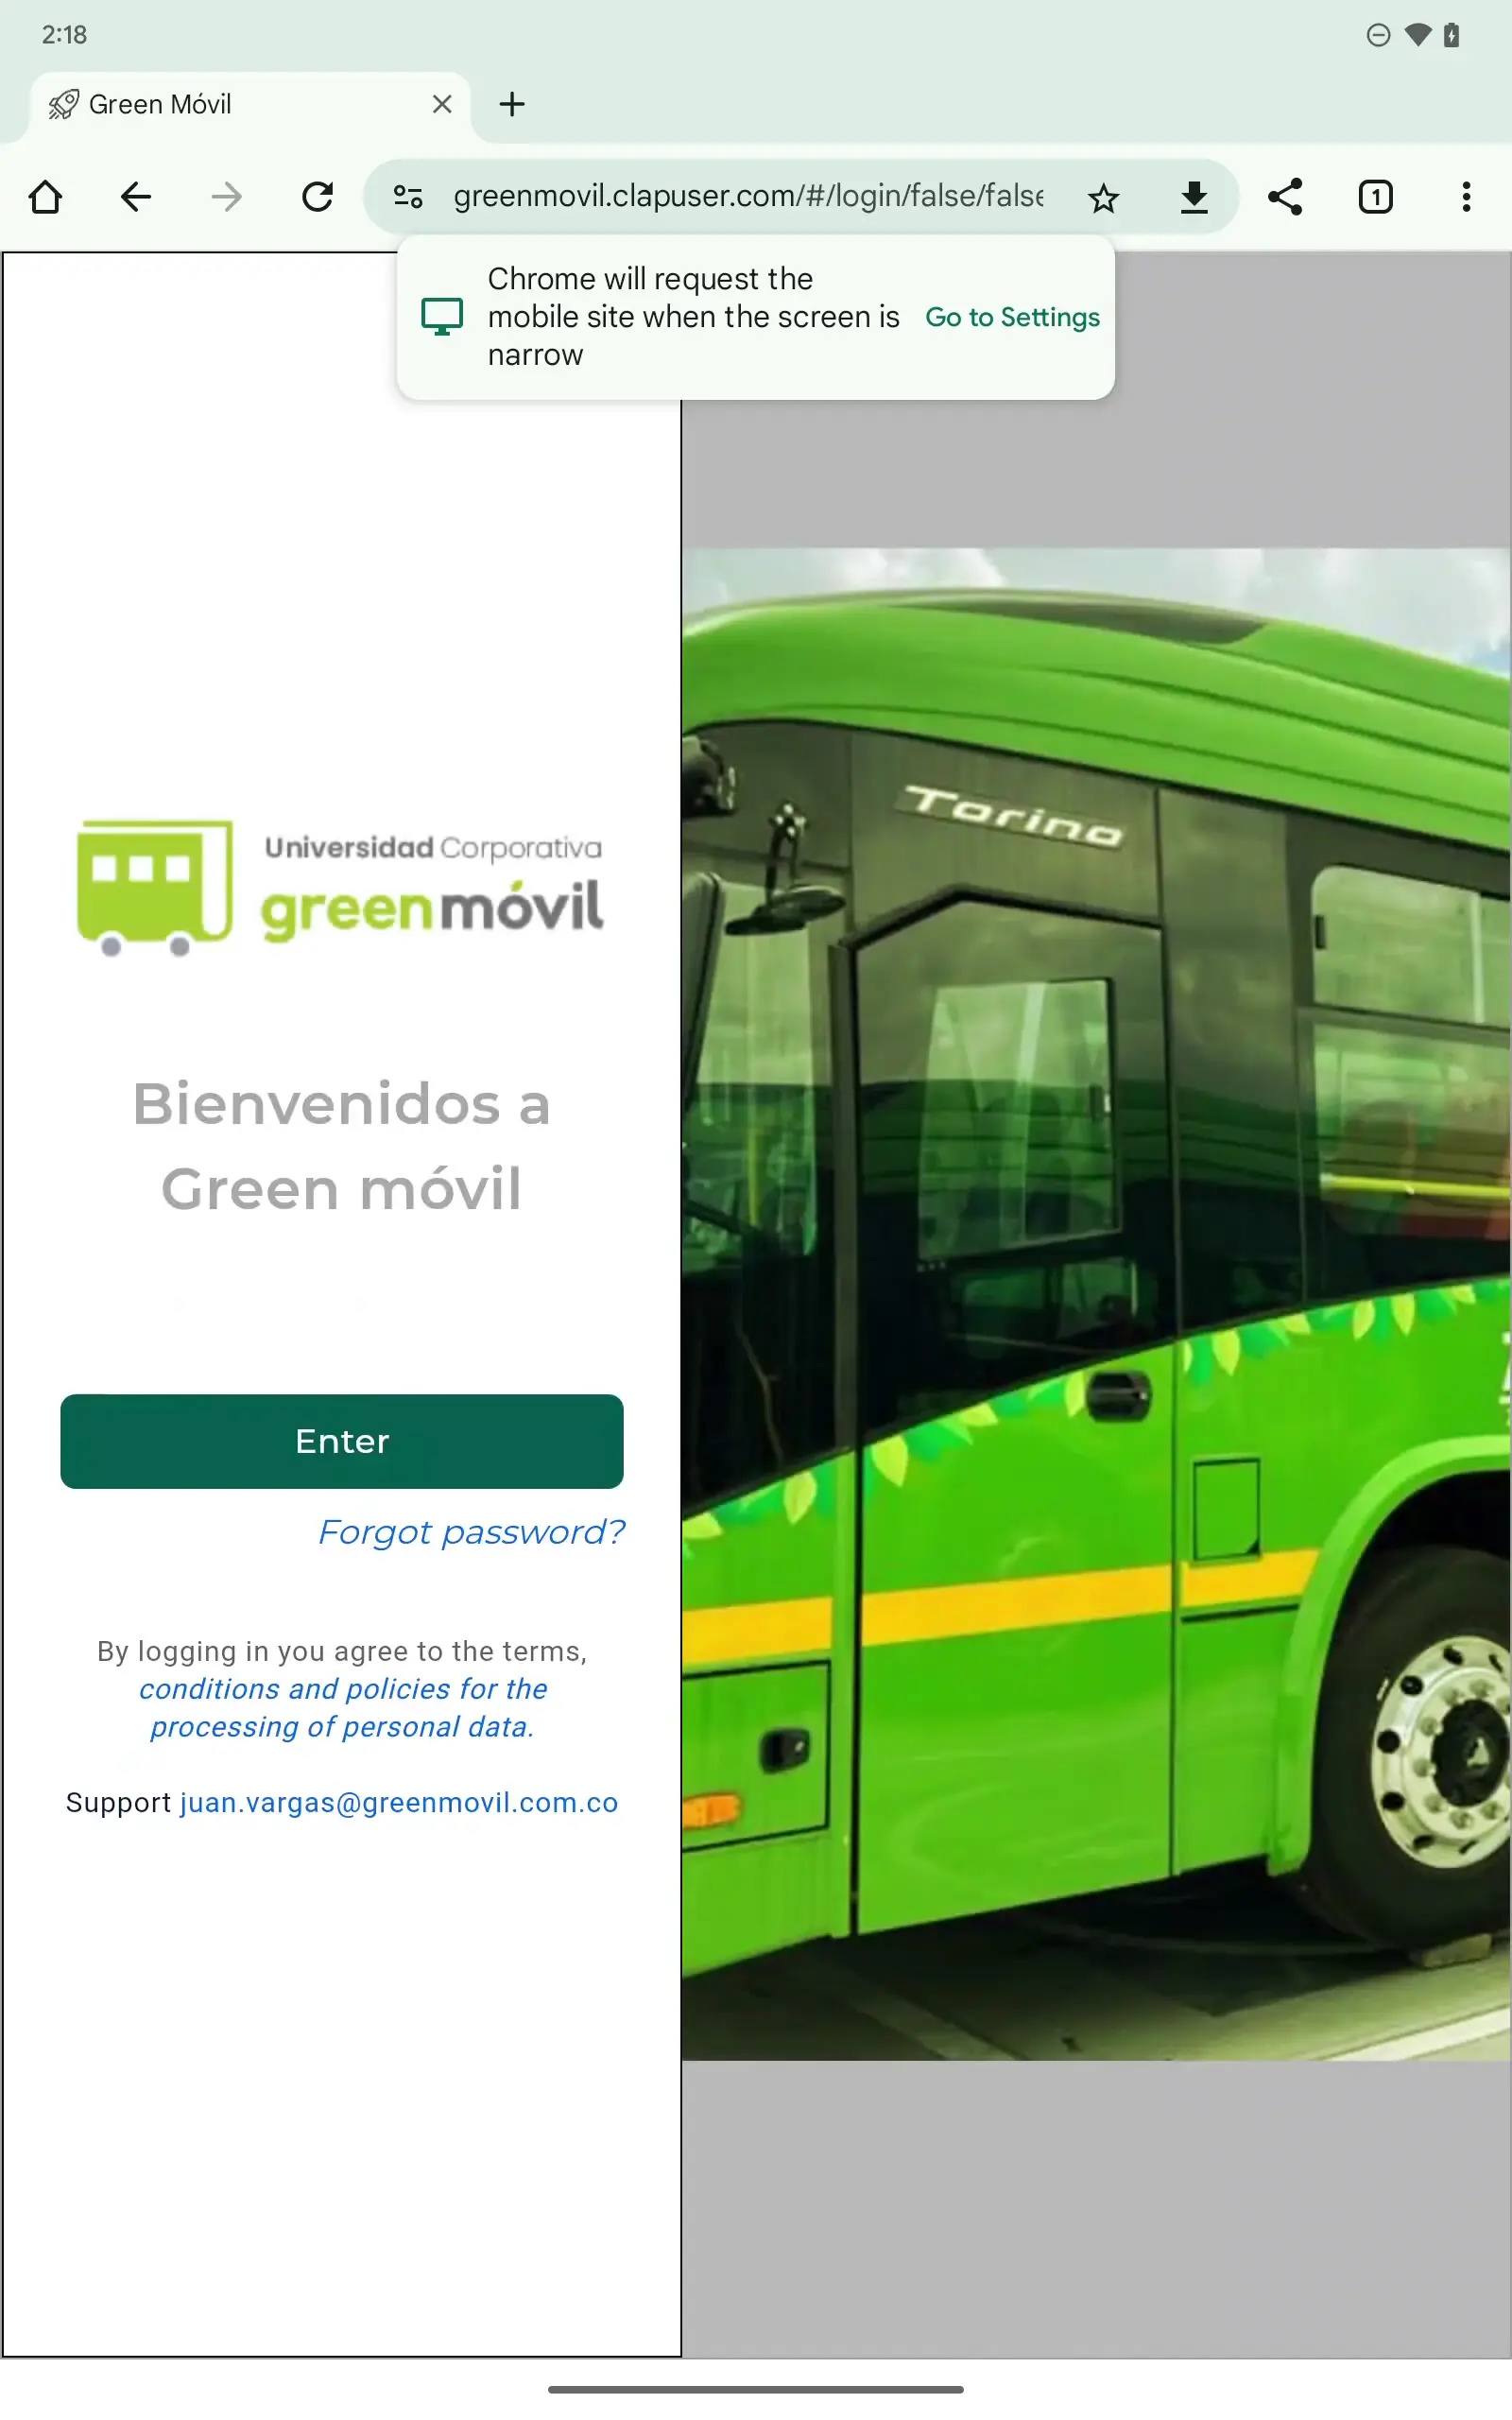 2:18
Green Móvil
greenmovil.clapuser.com/#/login/false/false
1
Chrome will request the
mobile site when the screen is
narrow
Go to Settings
Universidad Corporativa
greenmóvil
Torino
Bienvenidos a
Green móvil
Enter
Forgot password?
By logging in you agree to the terms,
conditions and policies for the
processing of personal data.
Support juan.vargas@greenmovil.com.co